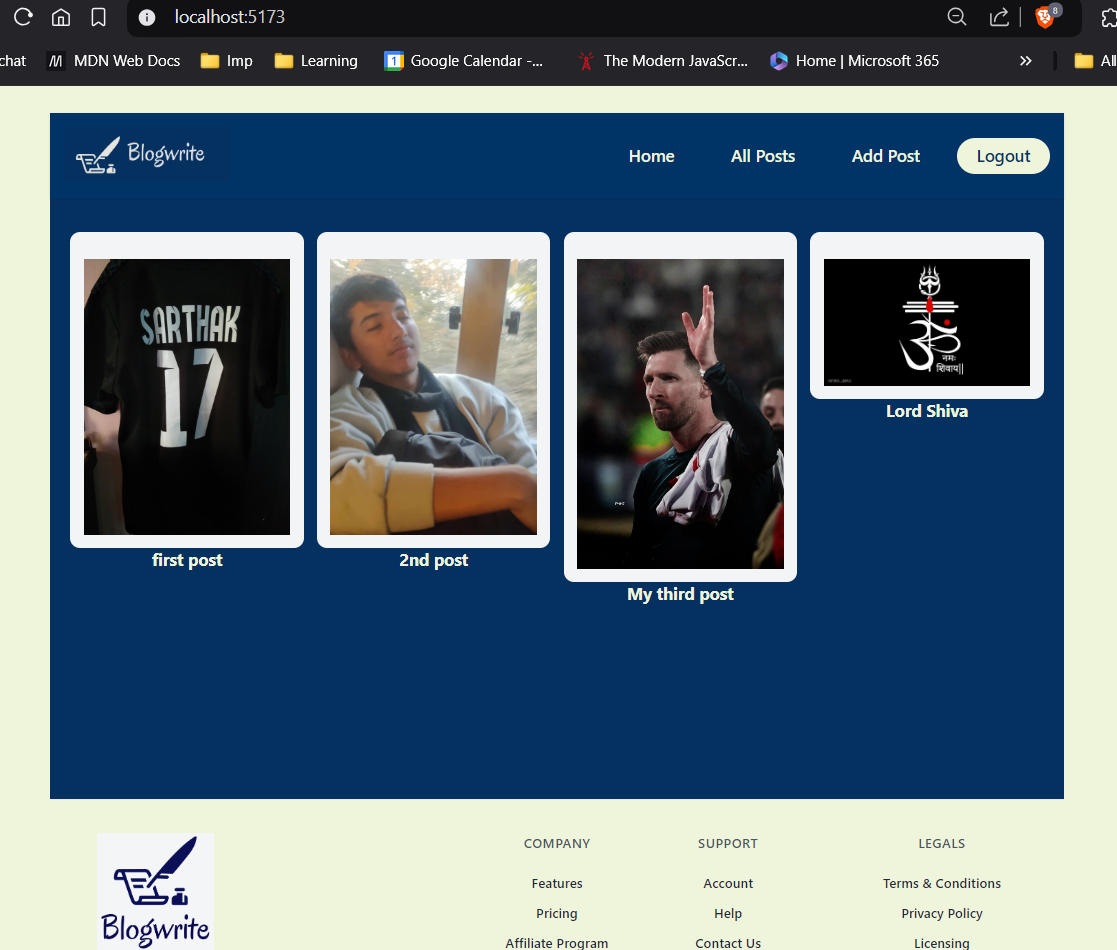 localhost:5173
8
chat
MDN Web Docs
Imp
Learning
1
Google Calendar -...
The Modern JavaScr...
Home | Microsoft 365
»
All
Blogwrite
Home
All Posts
Add Post
Logout
SARTHAK
17
first post
2nd post
My third post
ॐ
नमः
शिवाय||
Lord Shiva
Blogwrite
COMPANY
SUPPORT
LEGALS
Features
Account
Terms & Conditions
Pricing
Help
Privacy Policy
Affiliate Program
Contact Us
Licensing